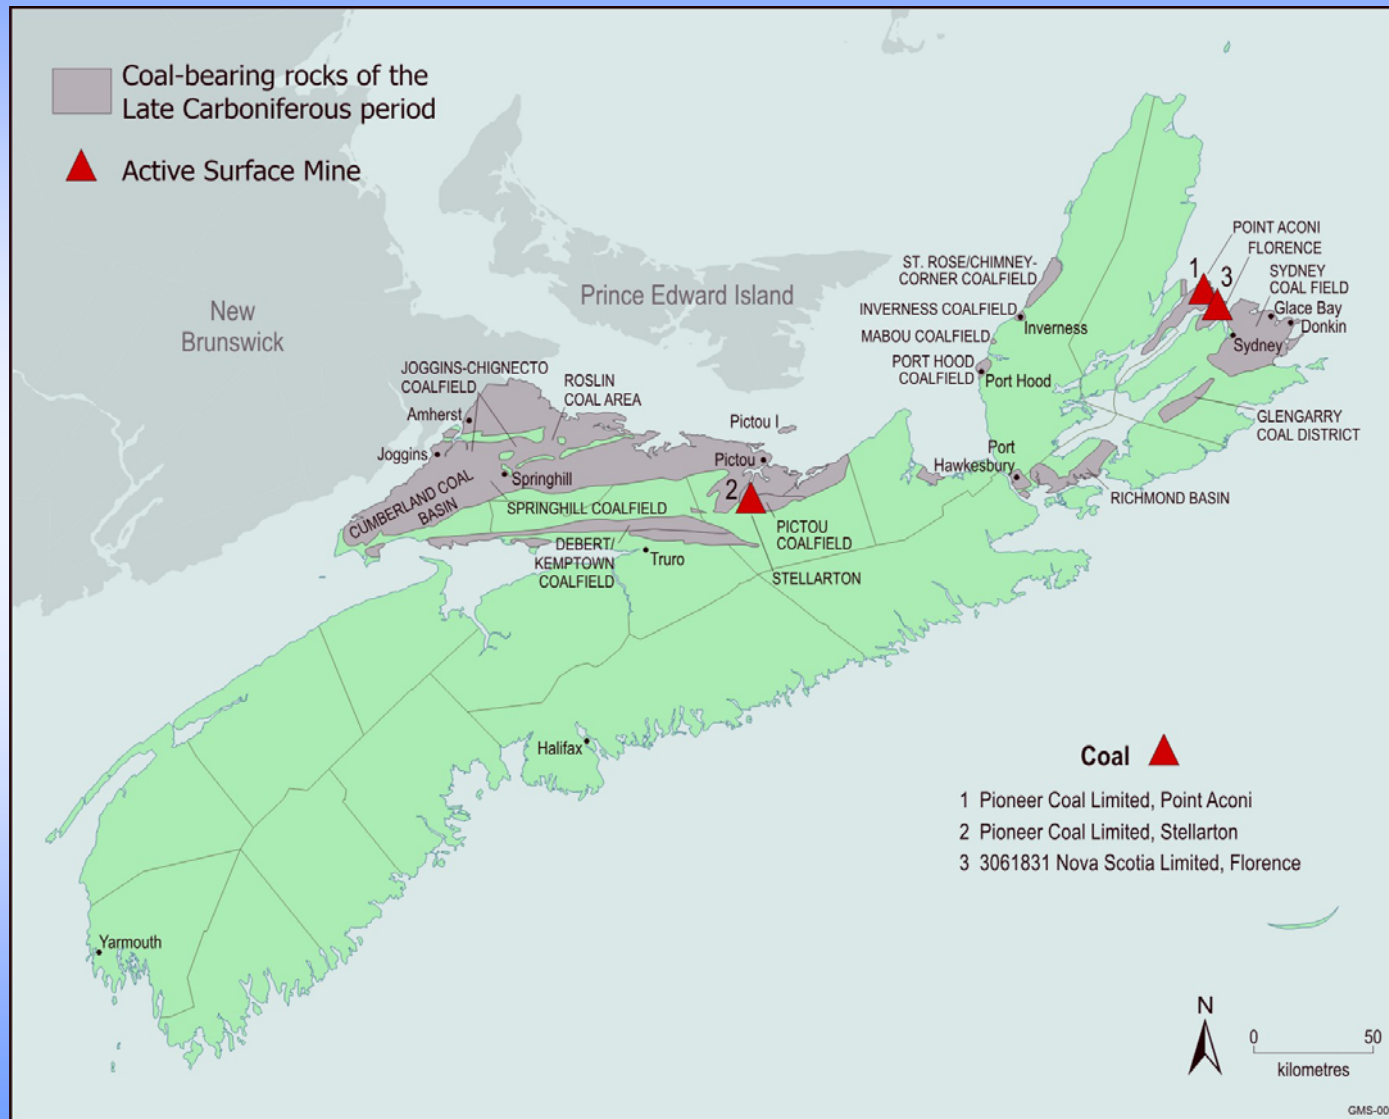 Coal-bearing rocks of the
Late Carboniferous period
Active Surface Mine
New
Brunswick
Prince Edward Island
POINT ACONI
FLORENCE
1
3
SYDNEY
COAL FIELD
Glace Bay
Donkin
Sydney
ST. ROSE/CHIMNEY-
CORNER COALFIELD
INVERNESS COALFIELD
Inverness
MABOU COALFIELD
PORT HOOD
COALFIELD
Port Hood
GLENGARRY
COAL DISTRICT
JOGGINS-CHIGNECTO
COALFIELD
ROSLIN
COAL AREA
Amherst
Joggins
Pictou I
Pictou
Port
Hawkesbury
RICHMOND BASIN
Springhill
CUMBERLAND COAL
BASIN
SPRINGHILL COALFIELD
2
PICTOU
COALFIELD
DEBERT/
KEMPTOWN
COALFIELD
Truro
STELLARTON
Halifax
Yarmouth
Coal
1 Pioneer Coal Limited, Point Aconi
2 Pioneer Coal Limited, Stellarton
3 3061831 Nova Scotia Limited, Florence
N
0 50
kilometres
GMS-00